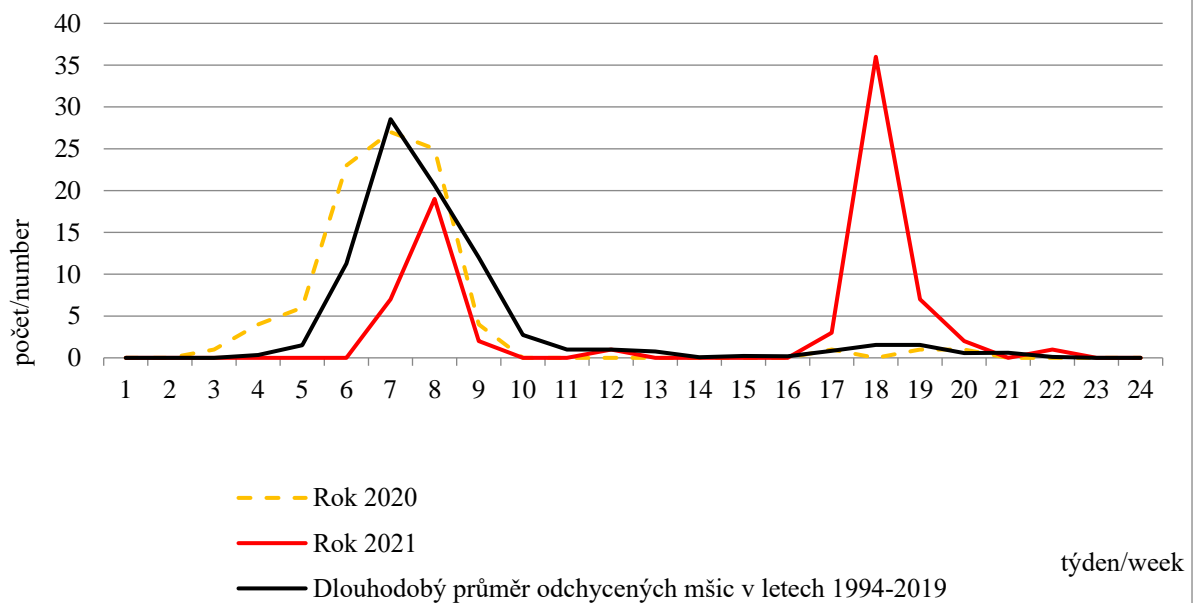 40
35
30
25
20
15
10
5
0
počet/number
1 2 3 4 5 6 7 8 9 10 11 12 13 14 15 16 17 18 19 20 21 22 23 24
Rok 2020
Rok 2021
týden/week
Dlouhodobý průměr odchycených mšic v letech 1994-2019